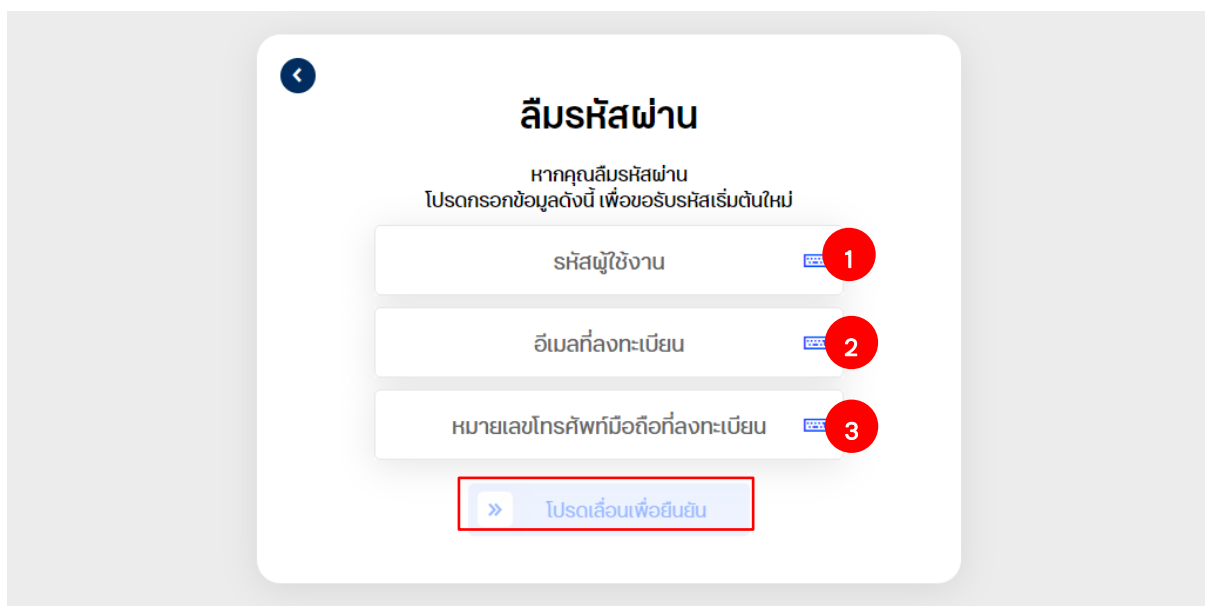 ลืมรหัสผ่าน
หากคุณลืมรหัสผ่าน
โปรดกรอกข้อมูลดังนี้ เพื่อขอรับรหัสเริ่มต้นใหม่
รหัสผู้ใช้งาน 1
อีเมลที่ลงทะเบียน 2
หมายเลขโทรศัพท์มือถือที่ลงทะเบียน 3
» โปรดเลื่อนเพื่อยืนยัน